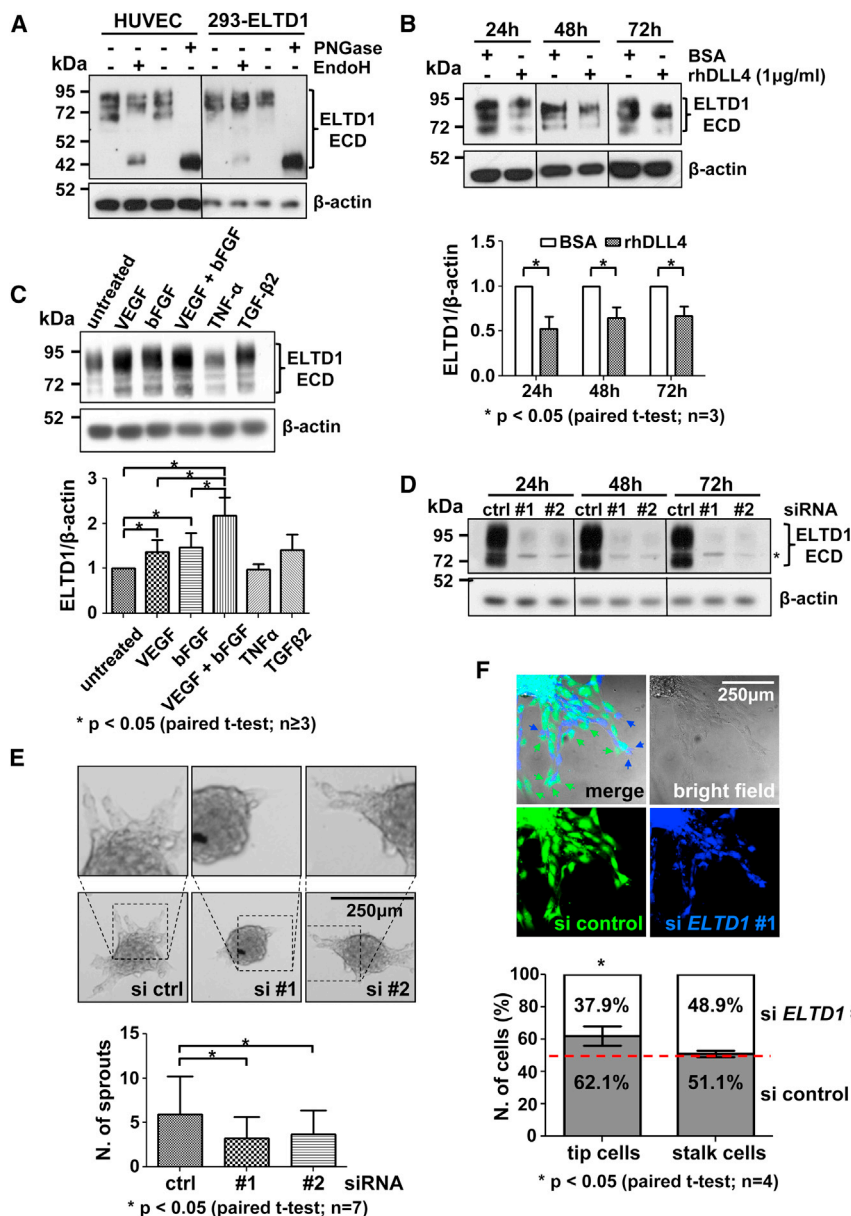 A
HUVEC 293-ELTD1
- - - + - - - + PNGase
- + - - - + - - EndoH
kDa
95
72
52
42
ELTD1
ECD
52
β-actin
B
24h 48h 72h
+ - + - + - BSA
- + - + - + rhDLL4 (1µg/ml)
kDa
95
72
ELTD1
ECD
52
β-actin
BSA rhDLL4
ELTD1/β-actin
1.5
1.0
0.5
0.0
* * *
24h 48h 72h
* p < 0.05 (paired t-test; n=3)
C
untreated
VEGF
bFGF
VEGF + bFGF
TNF-α
TGF-β2
kDa
95
72
ELTD1
ECD
52
β-actin
ELTD1/β-actin
3
2
1
0
*
*
*
*
*
untreated
VEGF
bFGF
VEGF + bFGF
TNFα
TGFβ2
* p < 0.05 (paired t-test; n≥3)
D
24h 48h 72h
kDa
ctrl #1 #2 ctrl #1 #2 ctrl #1 #2 siRNA
95
72
ELTD1
*
ECD
52
β-actin
E
250µm
si ctrl si #1 si #2
N. of sprouts
15
10
5
0
*
*
ctrl #1 #2 siRNA
* p < 0.05 (paired t-test; n=7)
F
250µm
merge bright field
si control si ELTD1 #1
N. of cells (%)
100
80
60
40
20
0
*
37.9% 48.9%
62.1% 51.1%
si ELTD1
si control
tip cells stalk cells
* p < 0.05 (paired t-test; n=4)